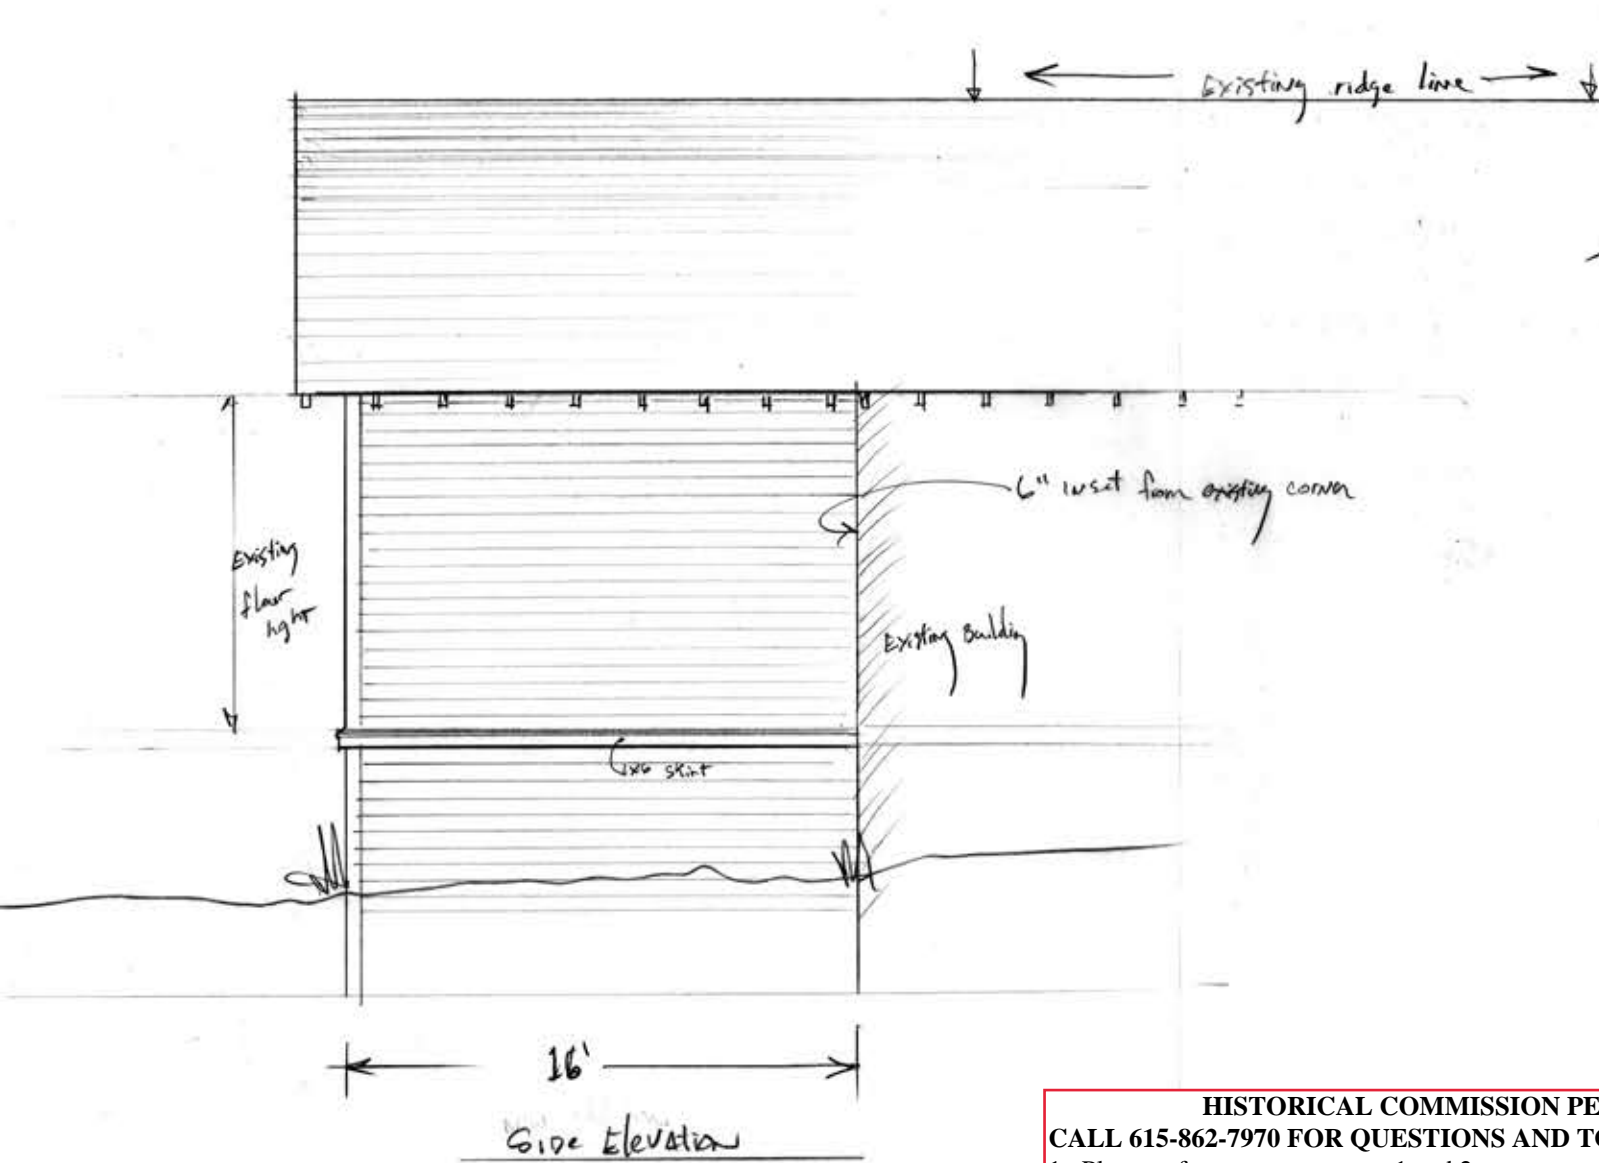 Existing ridge line
6" inset from existing corner
Existing
floor
hght
Existing Building
1x6 skirt
16'
Side Elevation
HISTORICAL COMMISSION PE
CALL 615-862-7970 FOR QUESTIONS AND TO